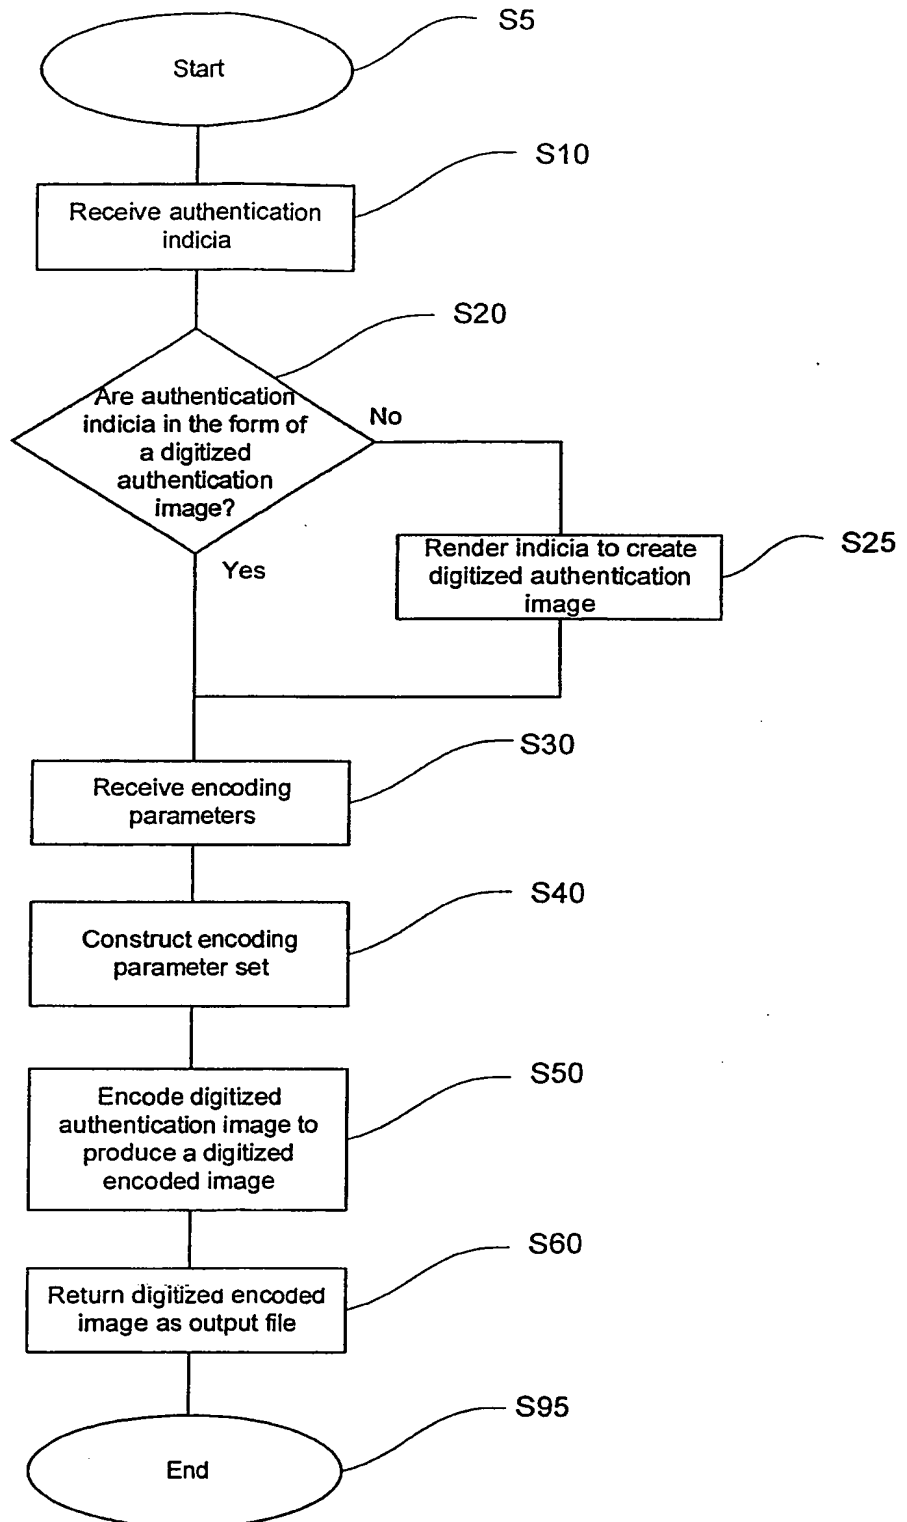 S5
Start
S10
Receive authentication
indicia
S20
Are authentication
indicia in the form of
a digitized
authentication
image?
No
Yes
Render indicia to create
digitized authentication
image
S25
S30
Receive encoding
parameters
S40
Construct encoding
parameter set
S50
Encode digitized
authentication image to
produce a digitized
encoded image
S60
Return digitized encoded
image as output file
S95
End